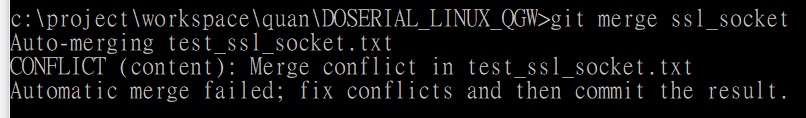 c:\project\workspace\quan\DOSERIAL_LINUX_QGW>git merge ssl_socket
Auto-merging test_ssl_socket.txt
CONFLICT (content): Merge conflict in test_ssl_socket.txt
Automatic merge failed; fix conflicts and then commit the result.